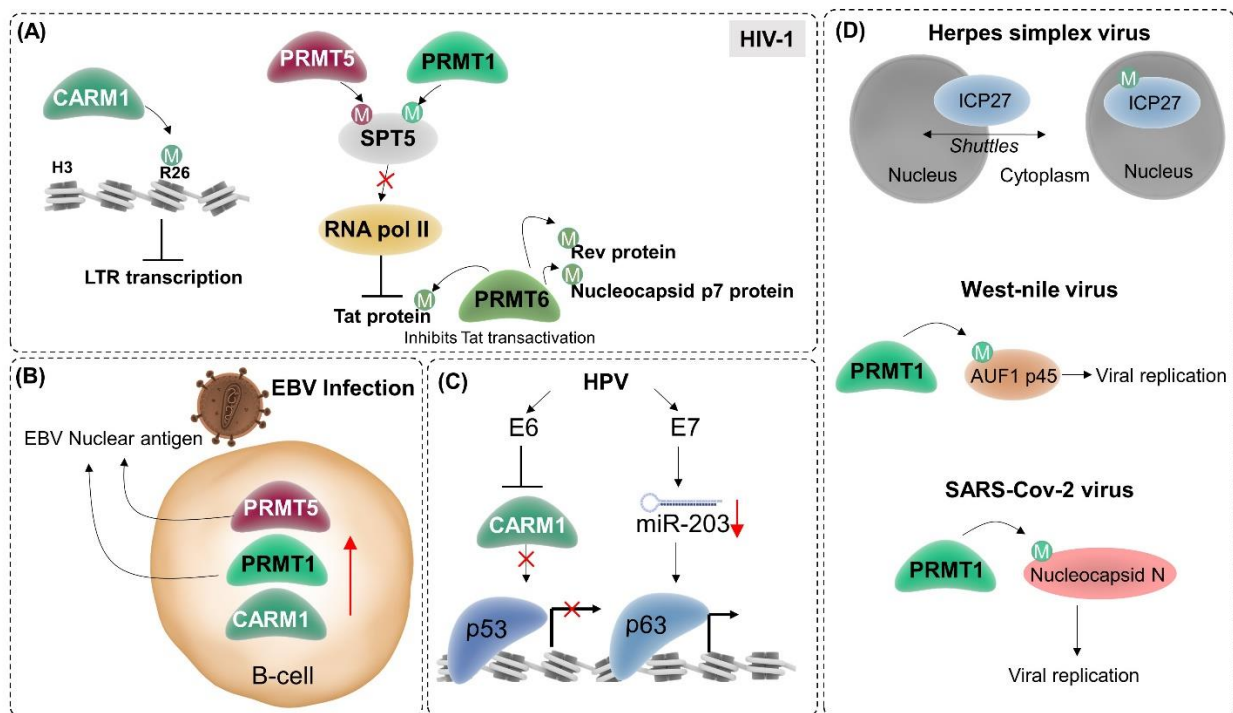 (A)
HIV-1
CARM1
M
R26
H3
LTR transcription
PRMT5
PRMT1
M
M
SPT5
RNA pol II
M
Tat protein
PRMT6
M
Rev protein
M
Nucleocapsid p7 protein
Inhibits Tat transactivation
(B)
EBV Infection
EBV Nuclear antigen
PRMT5
PRMT1
CARM1
B-cell
(C)
HPV
E6
E7
CARM1
miR-203
p53
p63
(D)
Herpes simplex virus
ICP27
Shuttles
Nucleus
Cytoplasm
M
ICP27
Nucleus
West-nile virus
PRMT1
M
AUF1 p45
Viral replication
SARS-Cov-2 virus
PRMT1
M
Nucleocapsid N
Viral replication